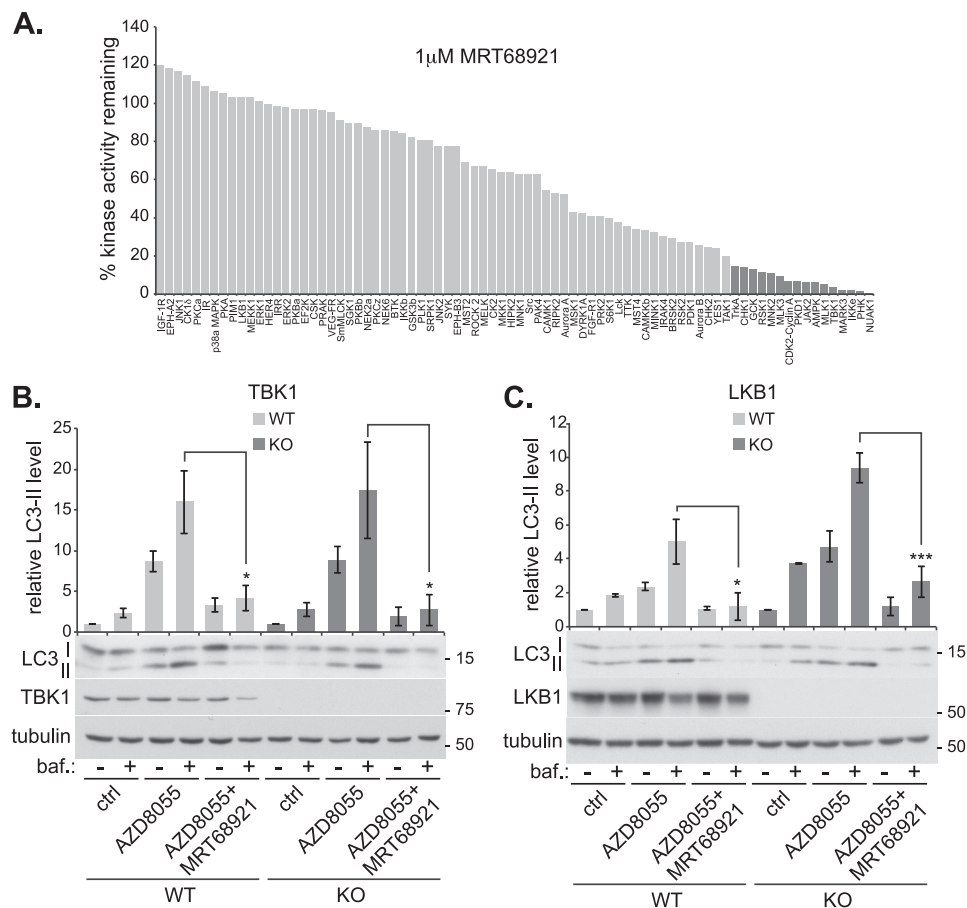 A.
1µM MRT68921
% kinase activity remaining
140
120
100
80
60
40
20
0
IGF-1R
EPH-A2
JNK1
CK1δ
PKCa
IR
p38a MAPK
PKA
PIM1
LKB1
MEKK1
ERK1
HER4
IRR
ERK2
PKBa
EF2K
CSK
PRAK
VEG-FR
SmMLCK
SGK1
PKBb
NEK2a
PKCz
NEK6
BTK
IKKb
GSK3b
PLK1
SRPK1
JNK2
SYK
EPH-B3
MST2
ROCK 2
MELK
MKK1
HIPK2
MNK1
Src
PAK4
CAMK1
RIPK2
Aurora A
MSK1
DYRK1A
FGF-R1
PRK2
S6K1
Lck
TTK
MST4
CAMKKb
MINK1
IRAK4
BRSK2
RSK2
PDK1
Aurora B
CHK2
YES1
TAK1
TrkA
CHK1
GCK
RSK1
MNK2
MLK3
CDK2-Cyclin A
PKD1
JAK2
AMPK
MLK1
TBK1
MARK3
IKKe
PHK
NUAK1
B.
TBK1
WT
KO
relative LC3-II level
25
20
15
10
5
0
*
*
LC3
I
II
- 15
TBK1
- 75
tubulin
- 50
baf.: - + - + - + - + - + - +
ctrl
AZD8055
AZD8055+
MRT68921
ctrl
AZD8055
AZD8055+
MRT68921
WT
KO
C.
LKB1
WT
KO
relative LC3-II level
12
10
8
6
4
2
0
*
***
LC3
I
II
- 15
LKB1
- 50
tubulin
- 50
baf.: - + - + - + - + - + - +
ctrl
AZD8055
AZD8055+
MRT68921
ctrl
AZD8055
AZD8055+
MRT68921
WT
KO